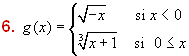 6. g(x) = { √-x si x < 0
∛x+1 si 0 ≤ x